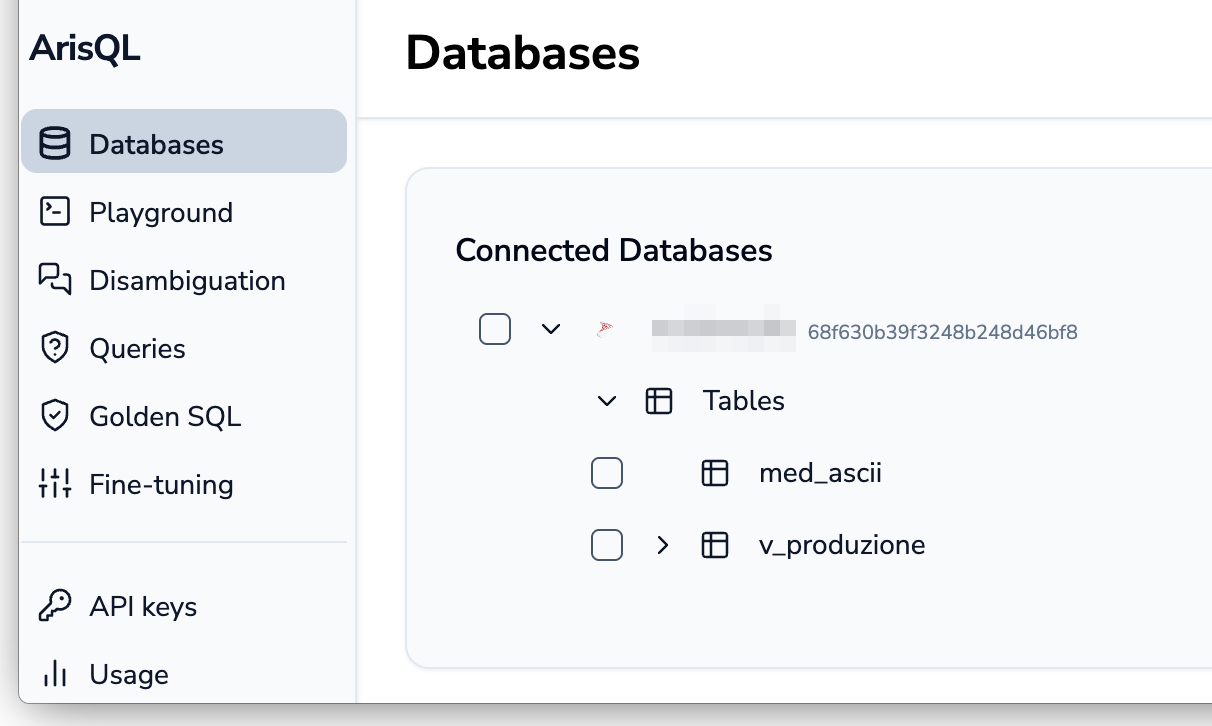 ArisQL
Databases
Playground
Disambiguation
Queries
Golden SQL
Fine-tuning
API keys
Usage
Databases
Connected Databases
68f630b39f3248b248d46bf8
Tables
med_ascii
v_produzione